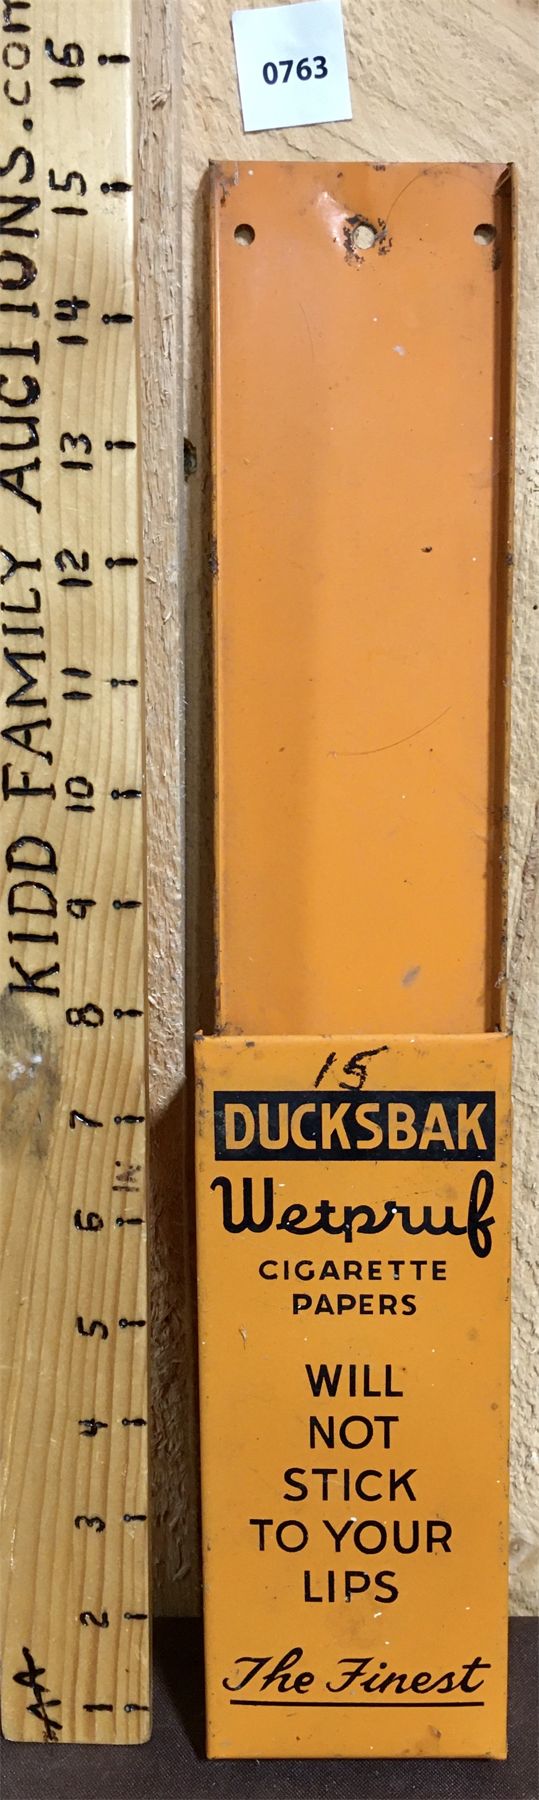 0763
KIDD FAMILY AUCTIONS.com
16
15
14
13
12
11
10
9
8
7
IN
6
5
4
3
2
1
AA
15
DUCKSBAK
Wetpruf
CIGARETTE
PAPERS
WILL
NOT
STICK
TO YOUR
LIPS
The Finest